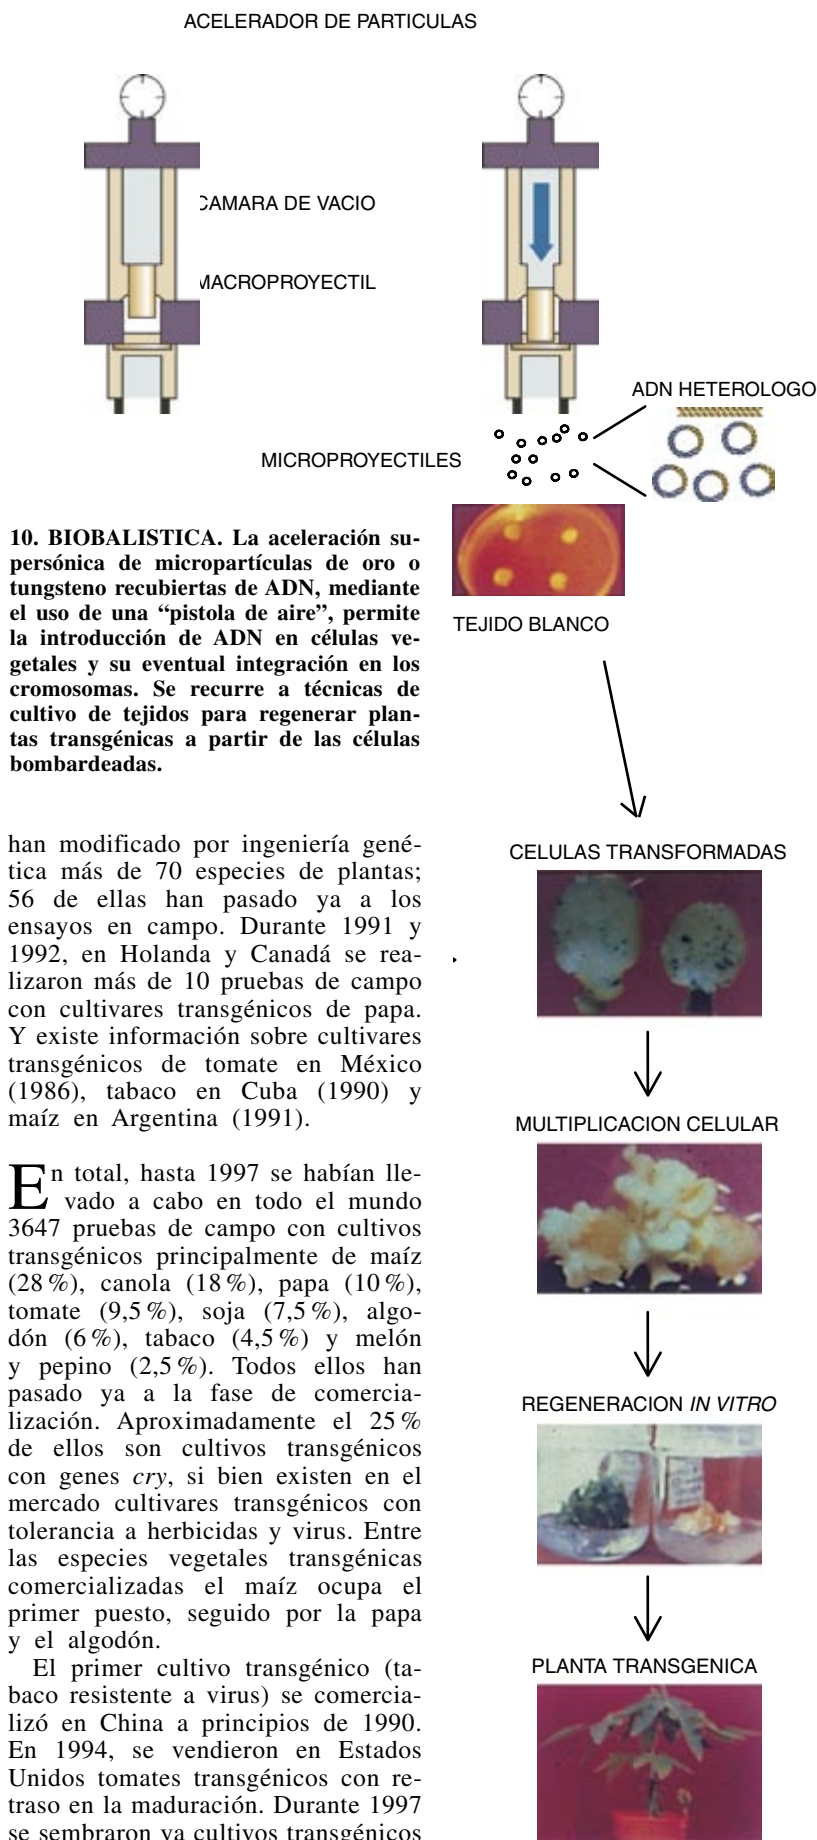 ACELERADOR DE PARTICULAS
CAMARA DE VACIO
MACROPROYECTIL
ADN HETEROLOGO
MICROPROYECTILES
TEJIDO BLANCO
10. BIOBALISTICA. La aceleración su-
persónica de micropartículas de oro o
tungsteno recubiertas de ADN, mediante
el uso de una “pistola de aire”, permite
la introducción de ADN en células ve-
getales y su eventual integración en los
cromosomas. Se recurre a técnicas de
cultivo de tejidos para regenerar plan-
tas transgénicas a partir de las células
bombardeadas.
han modificado por ingeniería gené-
tica más de 70 especies de plantas;
56 de ellas han pasado ya a los
ensayos en campo. Durante 1991 y
1992, en Holanda y Canadá se rea-
lizaron más de 10 pruebas de campo
con cultivares transgénicos de papa.
Y existe información sobre cultivares
transgénicos de tomate en México
(1986), tabaco en Cuba (1990) y
maíz en Argentina (1991).
En total, hasta 1997 se habían lle-
vado a cabo en todo el mundo
3647 pruebas de campo con cultivos
transgénicos principalmente de maíz
(28 %), canola (18 %), papa (10 %),
tomate (9,5 %), soja (7,5 %), algo-
dón (6 %), tabaco (4,5 %) y melón
y pepino (2,5 %). Todos ellos han
pasado ya a la fase de comercia-
lización. Aproximadamente el 25 %
de ellos son cultivos transgénicos
con genes cry, si bien existen en el
mercado cultivares transgénicos con
tolerancia a herbicidas y virus. Entre
las especies vegetales transgénicas
comercializadas el maíz ocupa el
primer puesto, seguido por la papa
y el algodón.
El primer cultivo transgénico (ta-
baco resistente a virus) se comercia-
lizó en China a principios de 1990.
En 1994, se vendieron en Estados
Unidos tomates transgénicos con re-
traso en la maduración. Durante 1997
se sembraron ya cultivos transgénicos
CELULAS TRANSFORMADAS
MULTIPLICACION CELULAR
REGENERACION IN VITRO
PLANTA TRANSGENICA